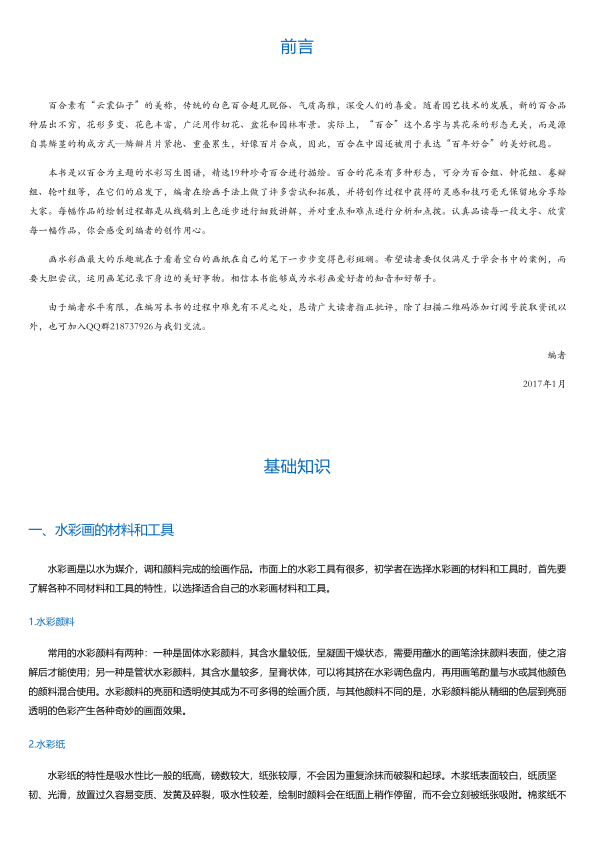 前言
百合素有“云裳仙子”的美称，传统的白色百合超凡脱俗、气质高雅，深受人们的喜爱。随着园艺技术的发展，新的百合品
种层出不穷，花形多变、花色丰富，广泛用作切花、盆花和园林布景。实际上，“百合”这个名字与其花朵的形态无关，而是源
自其鳞茎的构成方式—鳞瓣片片紧抱、重叠累生，好像百片合成，因此，百合在中国还被用于表达“百年好合”的美好祝愿。
本书是以百合为主题的水彩写生图谱，精选19种珍奇百合进行描绘。百合的花朵有多种形态，可分为百合组、钟花组、卷瓣
组、轮叶组等，在它们的启发下，编者在绘画手法上做了许多尝试和拓展，并将创作过程中获得的灵感和技巧毫无保留地分享给
大家。每幅作品的绘制过程都是从线稿到上色逐步进行细致讲解，并对重点和难点进行分析和点拨。认真品读每一段文字、欣赏
每一幅作品，你会感受到编者的创作用心。
画水彩画最大的乐趣就在于看着空白的画纸在自己的笔下一步步变得色彩斑斓。希望读者要仅仅满足于学会书中的案例，而
要大胆尝试，运用画笔记录下身边的美好事物。相信本书能够成为水彩画爱好者的知音和好帮手。
由于编者水平有限，在编写本书的过程中难免有不足之处，恳请广大读者指正批评，除了扫描二维码添加订阅号获取资讯以
外，也可加入QQ群218737926与我们交流。
编者
2017年1月
基础知识
一、水彩画的材料和工具
水彩画是以水为媒介，调和颜料完成的绘画作品。市面上的水彩工具有很多，初学者在选择水彩画的材料和工具时，首先要
了解各种不同材料和工具的特性，以选择适合自己的水彩画材料和工具。
1.水彩颜料
常用的水彩颜料有两种：一种是固体水彩颜料，其含水量较低，呈凝固干燥状态，需要用蘸水的画笔涂抹颜料表面，使之溶
解后才能使用；另一种是管状水彩颜料，其含水量较多，呈膏状体，可以将其挤在水彩调色盘内，再用画笔酌量与水或其他颜色
的颜料混合使用。水彩颜料的亮丽和透明使其成为不可多得的绘画介质，与其他颜料不同的是，水彩颜料能从精细的色层到亮丽
透明的色彩产生各种奇妙的画面效果。
2.水彩纸
水彩纸的特性是吸水性比一般的纸高，磅数较大，纸张较厚，不会因为重复涂抹而破裂和起球。木浆纸表面较白，纸质坚
韧、光滑，放置过久容易变质、发黄及碎裂，吸水性较差，绘制时颜料会在纸面上稍作停留，而不会立刻被纸张吸附。棉浆纸不